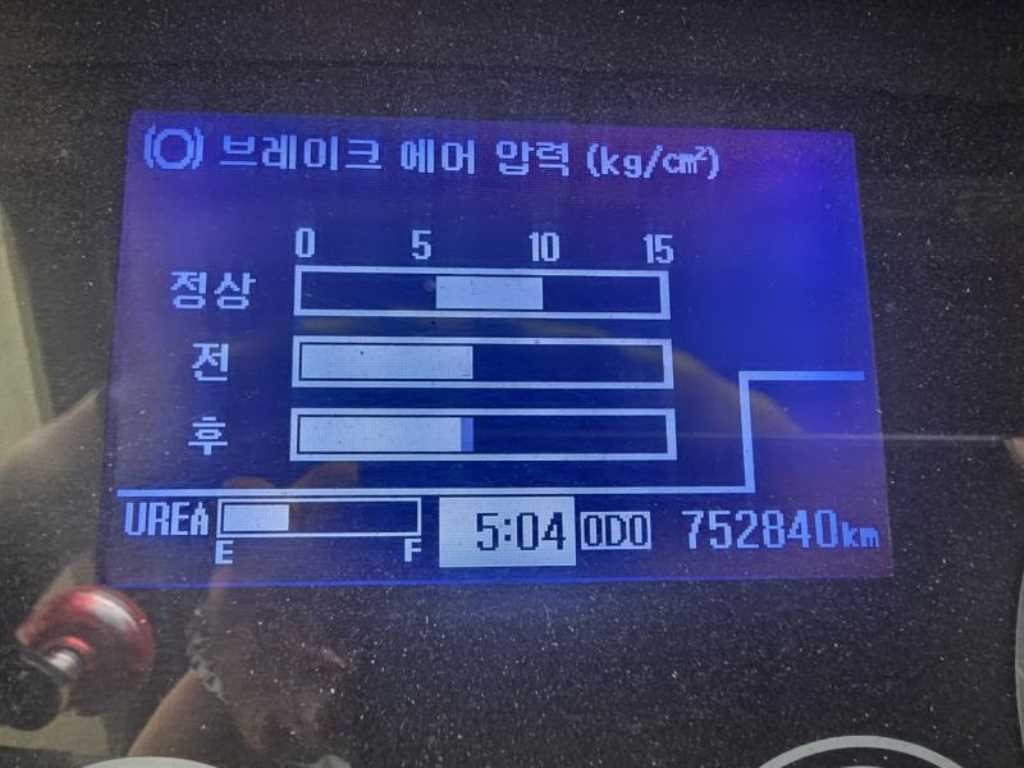 브레이크 에어 압력 (kg/cm²)
0 5 10 15
정상
전
후
UREA E F 5:04 ODO 752840km